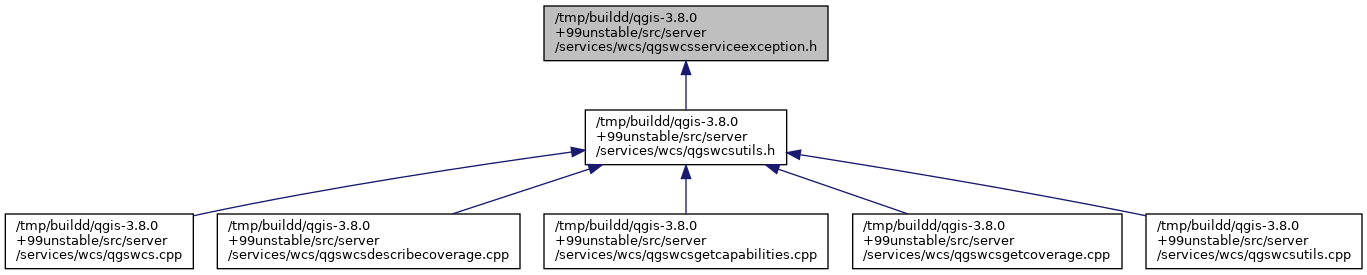 /tmp/buildd/qgis-3.8.0
+99unstable/src/server
/services/wcs/qgswcsserviceexception.h
/tmp/buildd/qgis-3.8.0
+99unstable/src/server
/services/wcs/qgswcsutils.h
/tmp/buildd/qgis-3.8.0
+99unstable/src/server
/services/wcs/qgswcs.cpp
/tmp/buildd/qgis-3.8.0
+99unstable/src/server
/services/wcs/qgswcsdescribecoverage.cpp
/tmp/buildd/qgis-3.8.0
+99unstable/src/server
/services/wcs/qgswcsgetcapabilities.cpp
/tmp/buildd/qgis-3.8.0
+99unstable/src/server
/services/wcs/qgswcsgetcoverage.cpp
/tmp/buildd/qgis-3.8.0
+99unstable/src/server
/services/wcs/qgswcsutils.cpp